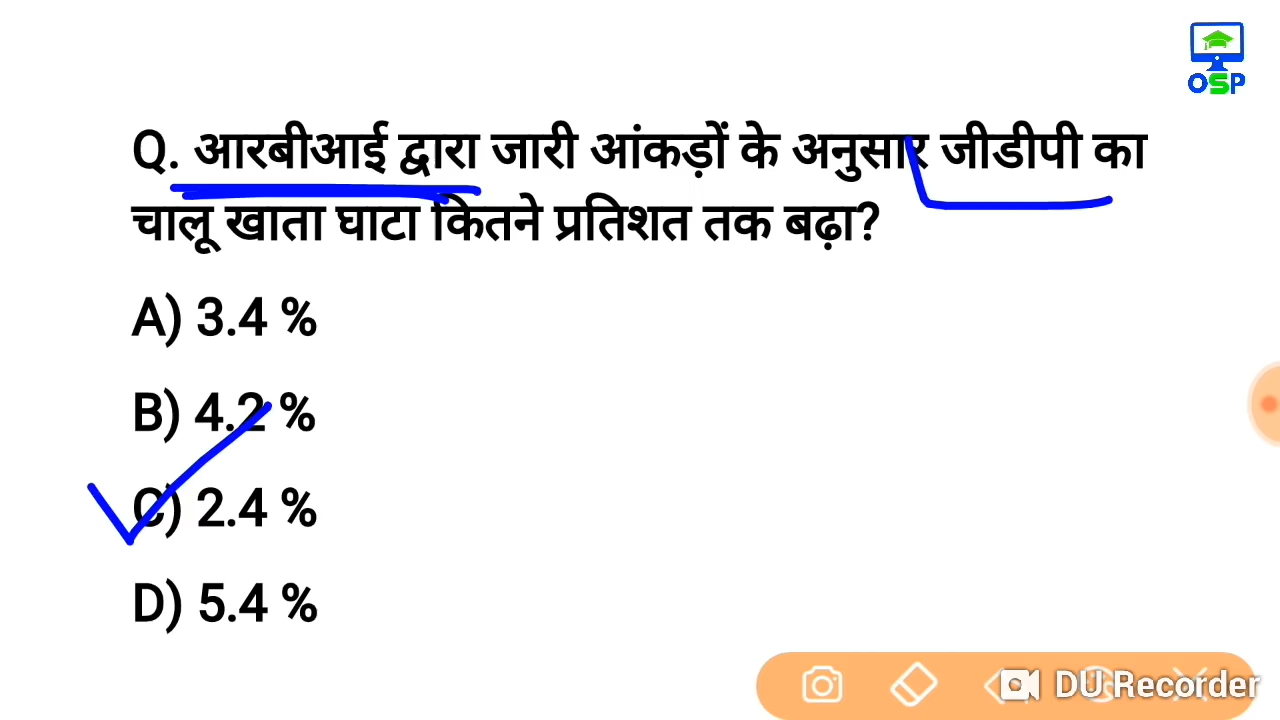 OSP
Q. आरबीआई द्वारा जारी आंकड़ों के अनुसार जीडीपी का
चालू खाता घाटा कितने प्रतिशत तक बढ़ा?
A) 3.4 %
B) 4.2 %
C) 2.4 %
D) 5.4 %
DU Recorder